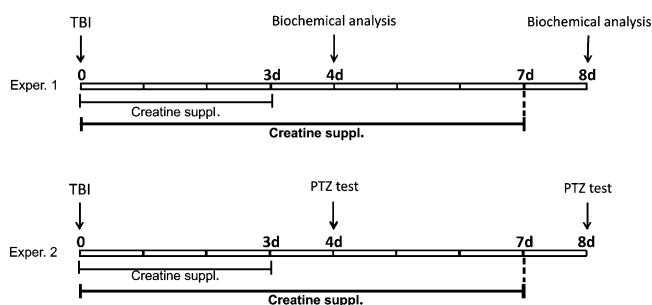 TBI Biochemical analysis Biochemical analysis
Exper. 1
0 3d 4d 7d 8d
Creatine suppl.
Creatine suppl.
TBI PTZ test PTZ test
Exper. 2
0 3d 4d 7d 8d
Creatine suppl.
Creatine suppl.